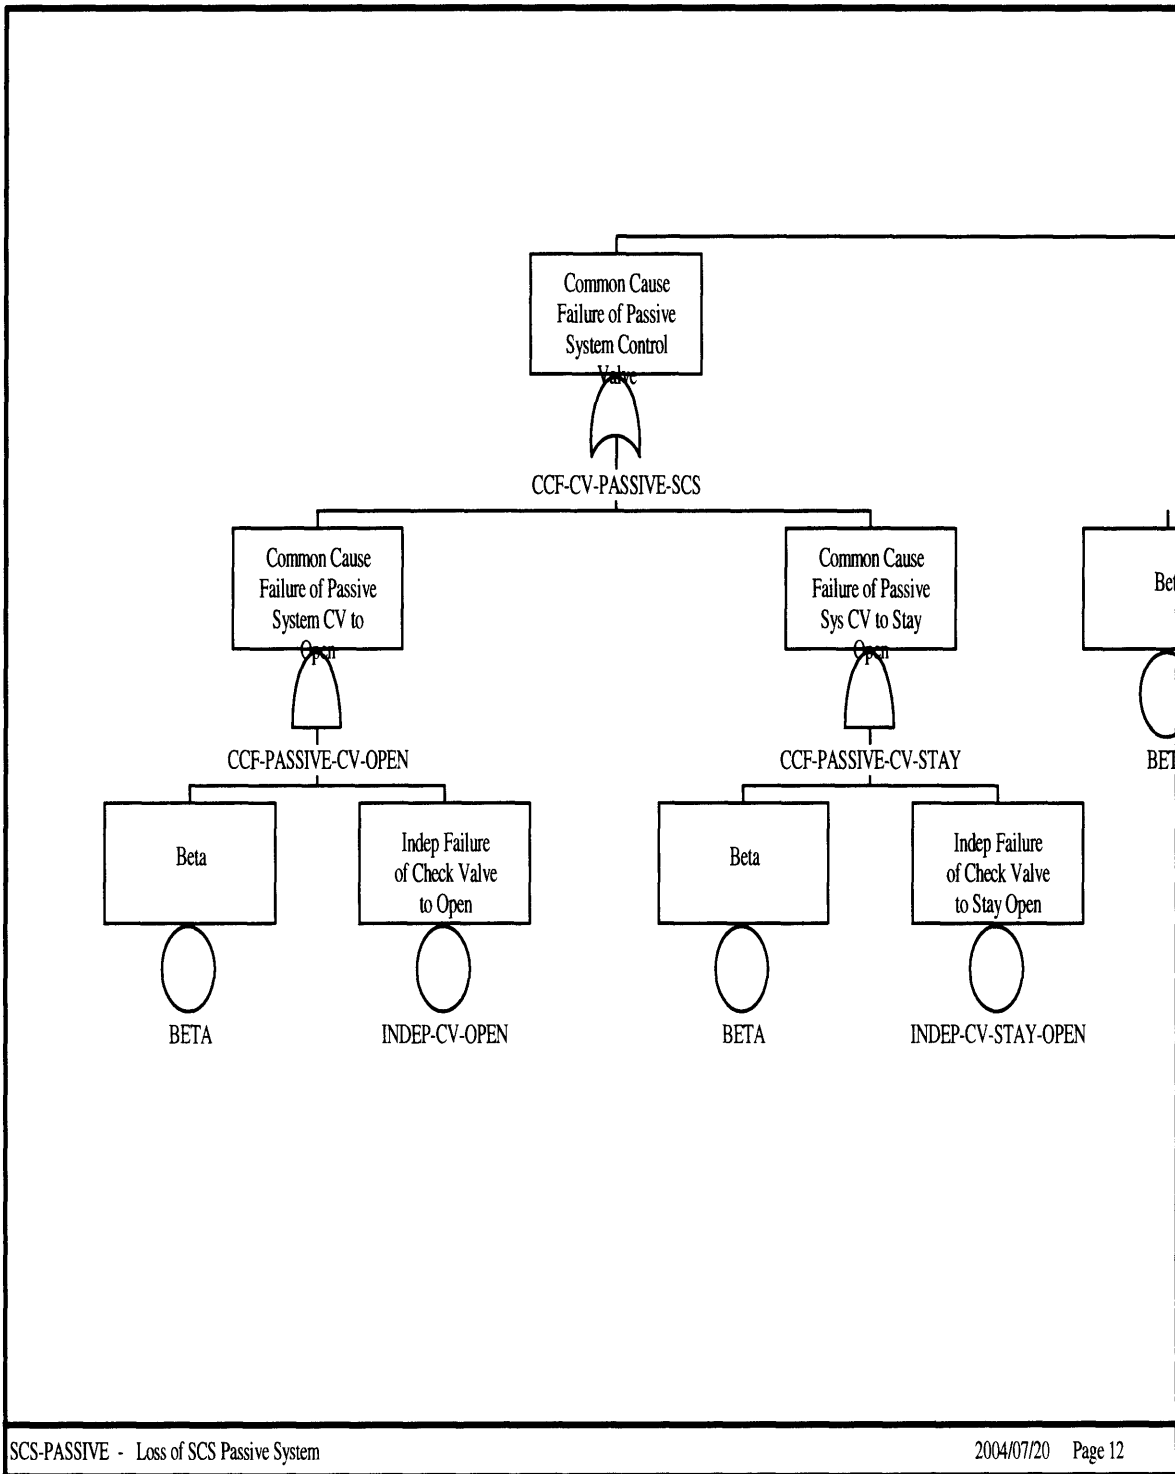 Common Cause
Failure of Passive
System Control
Valve
CCF-CV-PASSIVE-SCS
Common Cause
Failure of Passive
System CV to
Open
CCF-PASSIVE-CV-OPEN
Common Cause
Failure of Passive
Sys CV to Stay
Open
CCF-PASSIVE-CV-STAY
Bet
BET
Beta
BETA
Indep Failure
of Check Valve
to Open
INDEP-CV-OPEN
Beta
BETA
Indep Failure
of Check Valve
to Stay Open
INDEP-CV-STAY-OPEN
SCS-PASSIVE - Loss of SCS Passive System
2004/07/20 Page 12